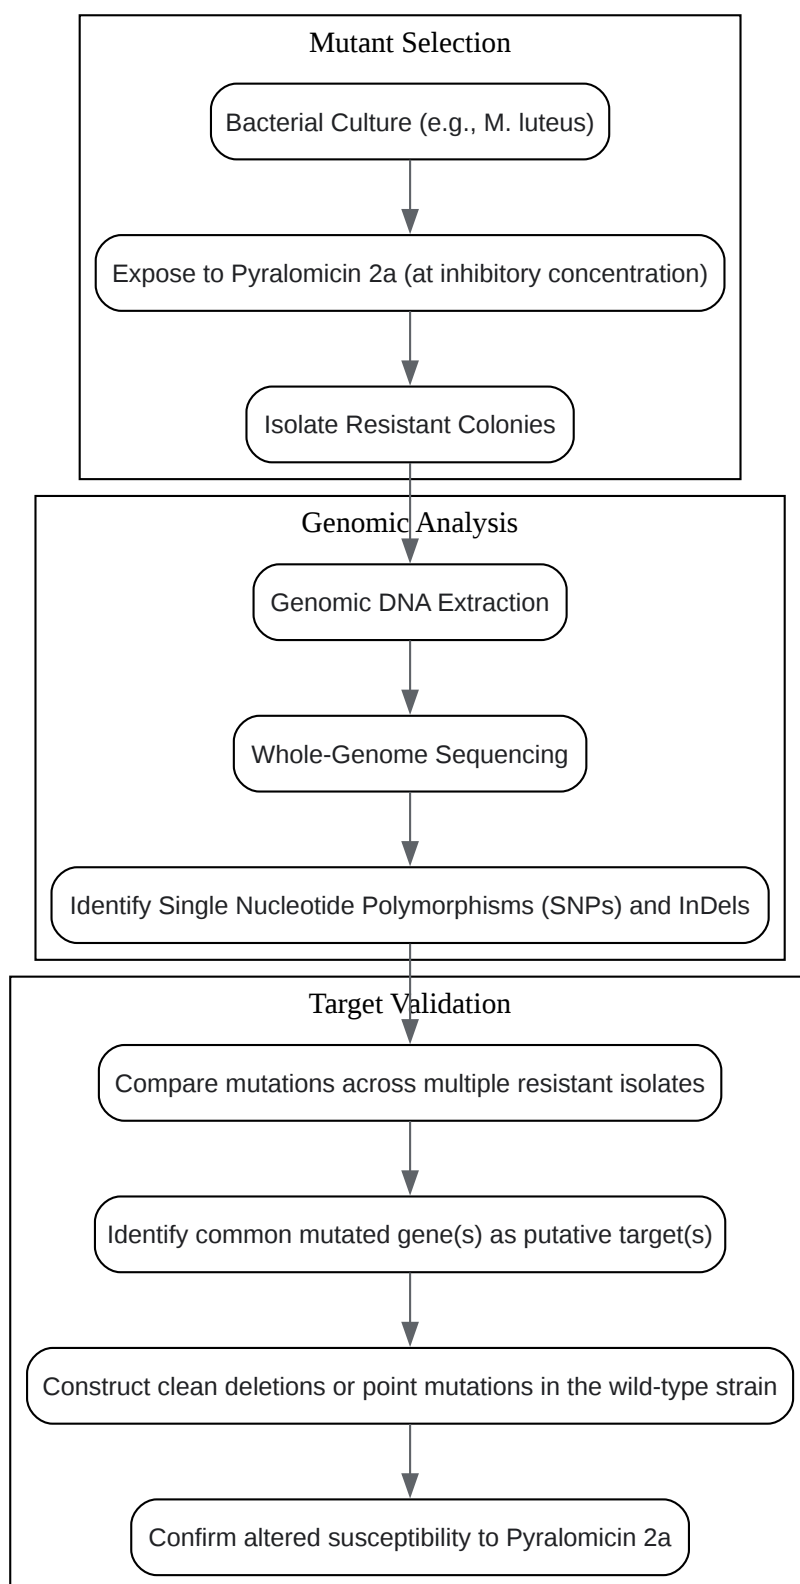 Mutant Selection
Bacterial Culture (e.g., M. luteus)
Expose to Pyralomicin 2a (at inhibitory concentration)
Isolate Resistant Colonies
Genomic Analysis
Genomic DNA Extraction
Whole-Genome Sequencing
Identify Single Nucleotide Polymorphisms (SNPs) and InDels
Target Validation
Compare mutations across multiple resistant isolates
Identify common mutated gene(s) as putative target(s)
Construct clean deletions or point mutations in the wild-type strain
Confirm altered susceptibility to Pyralomicin 2a